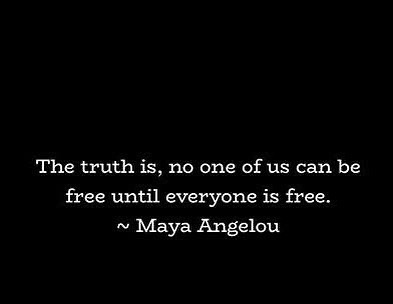 The truth is, no one of us can be
free until everyone is free.
~ Maya Angelou